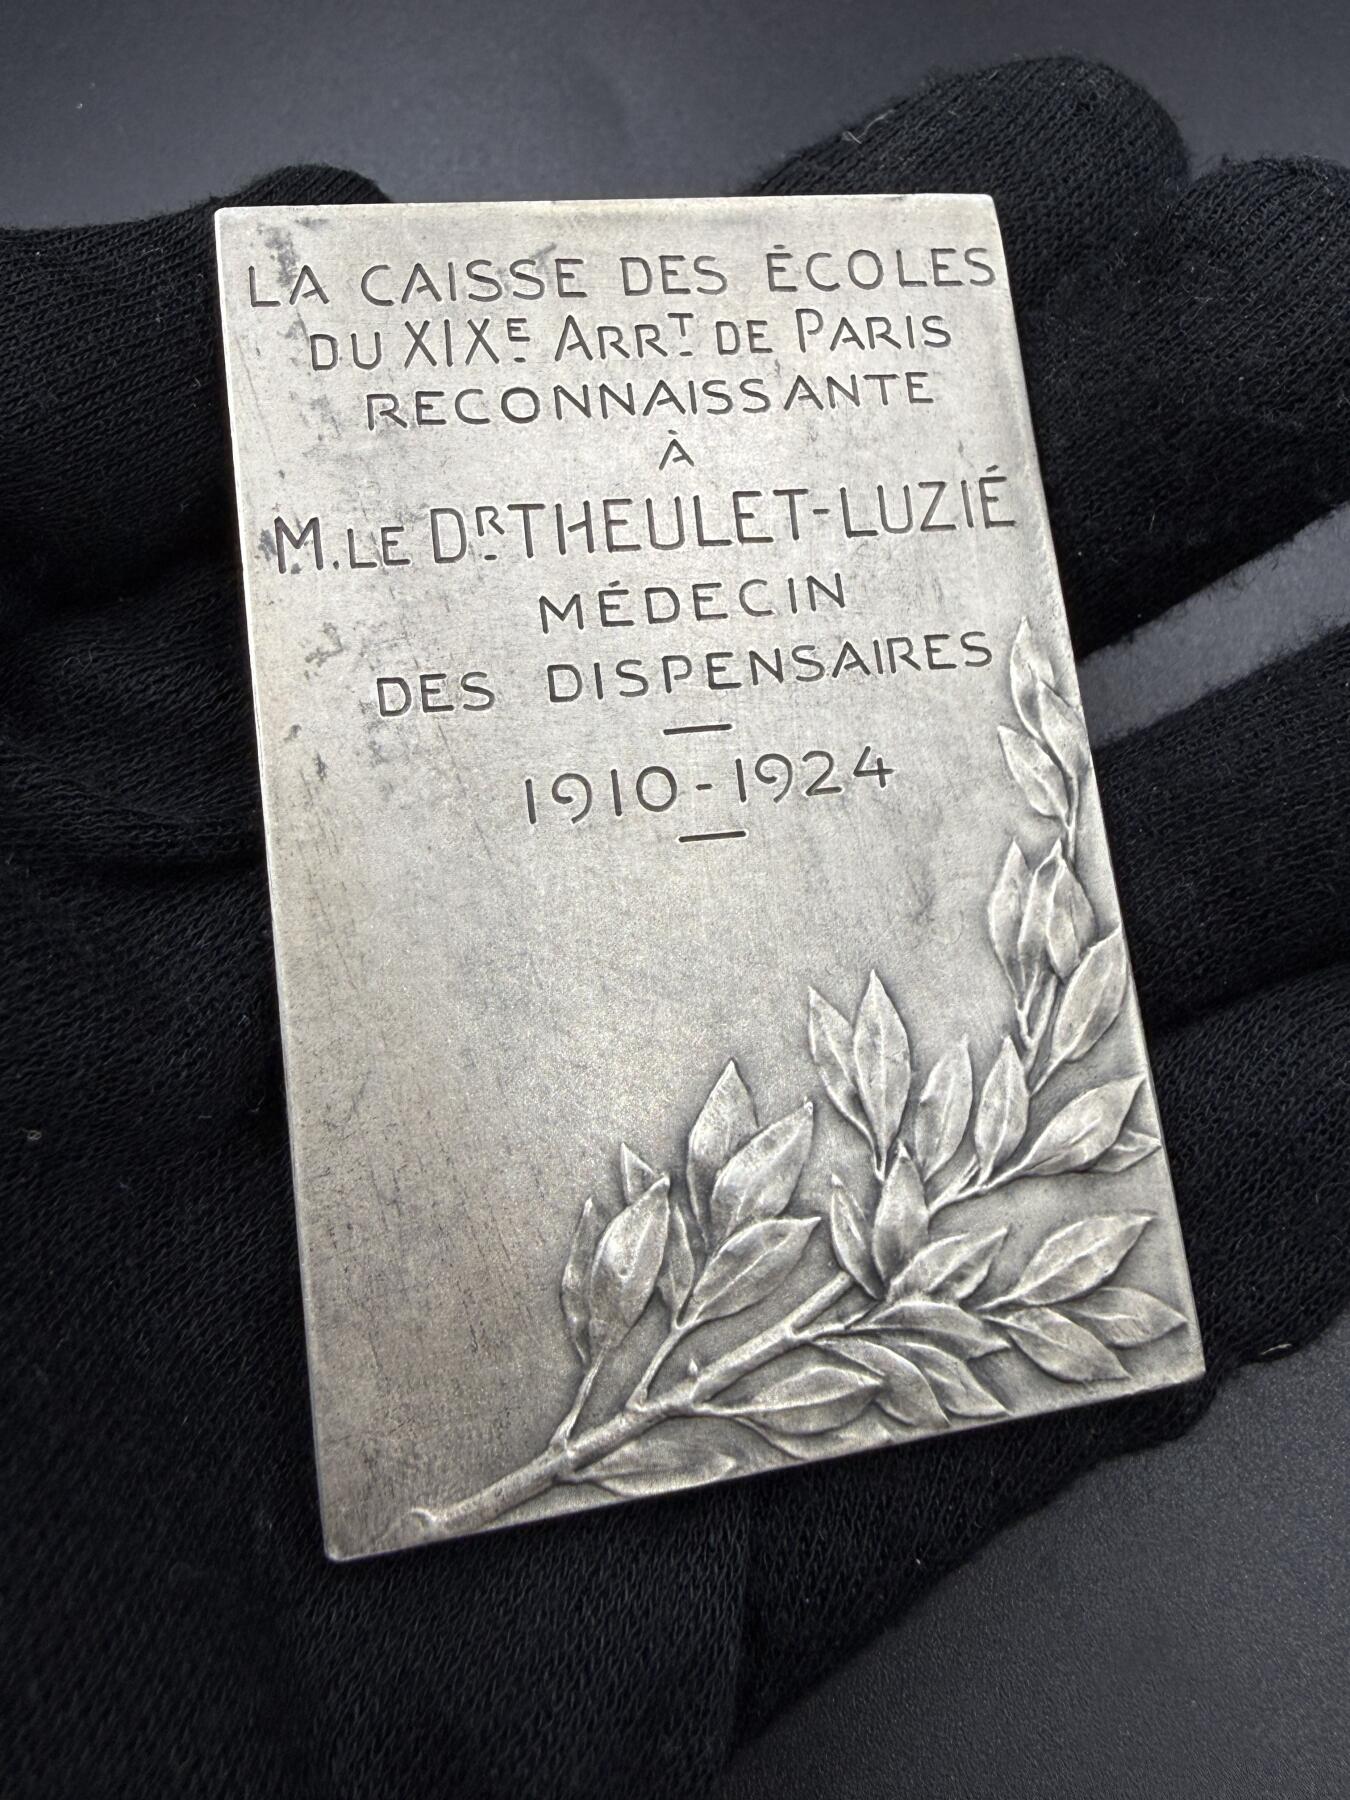 LA CAISSE DES ÉCOLES
DU XIXE ARRT DE PARIS
RECONNAISSANTE
À
M. LE DR THEULET-LUZIÉ
MÉDECIN
DES DISPENSAIRES
1910-1924